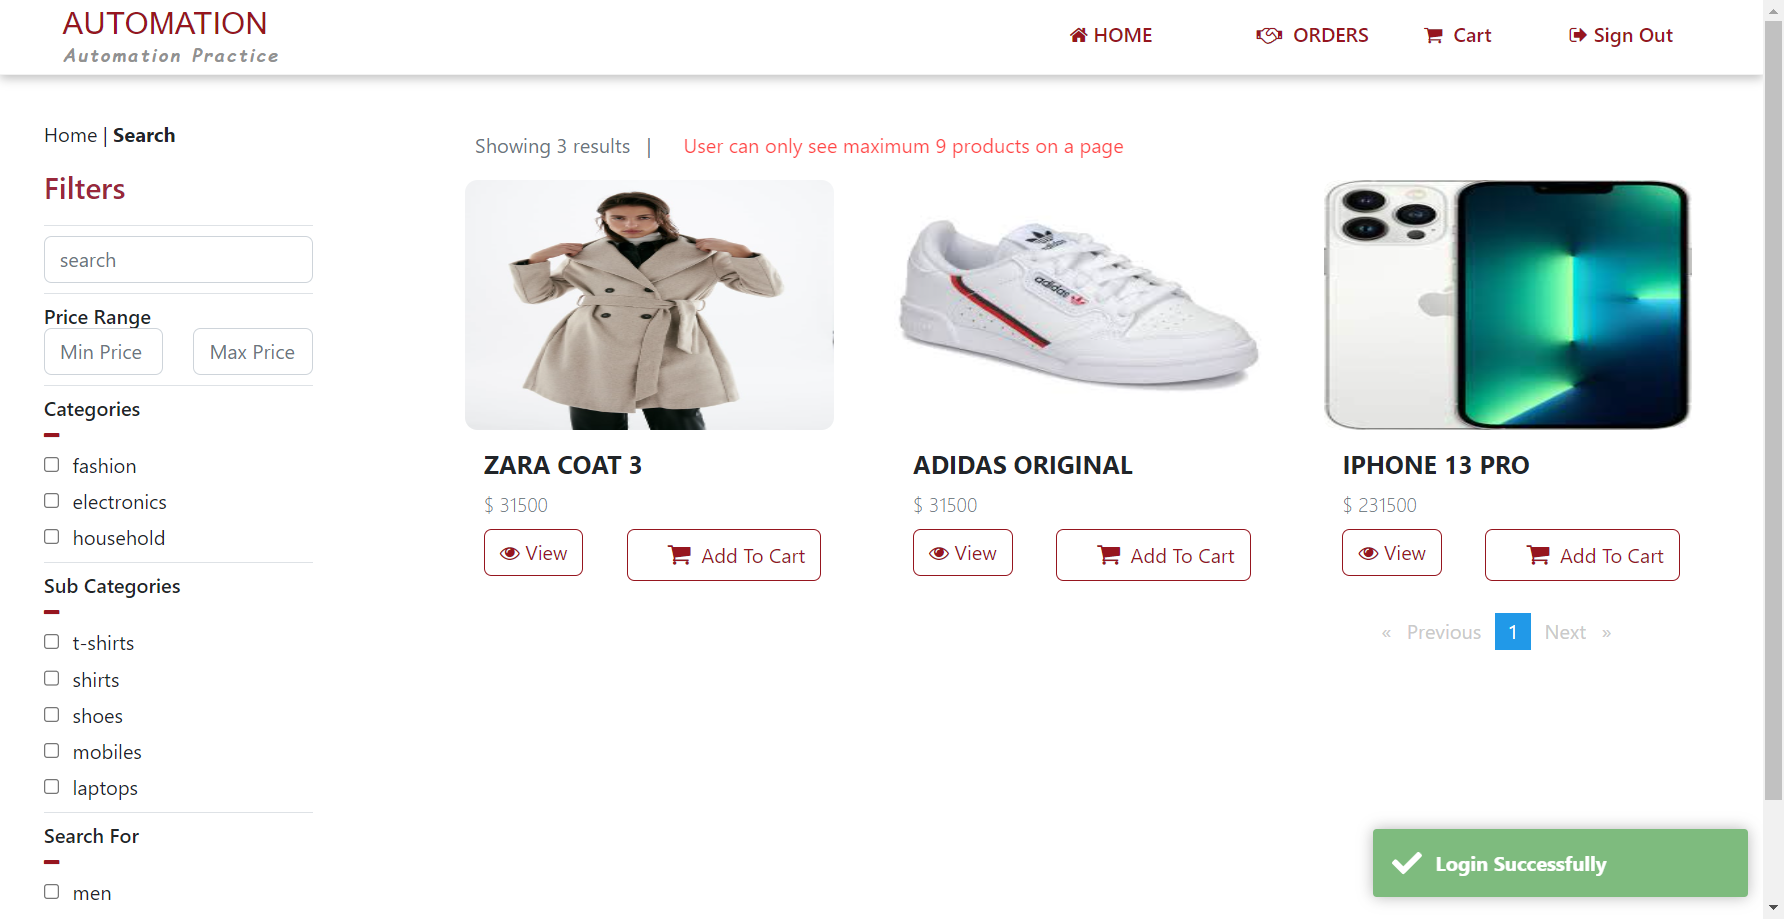 AUTOMATION
Automation Practice
HOME
ORDERS
Cart
Sign Out
Home | Search
Filters
search
Price Range
Min Price
Max Price
Categories
fashion
electronics
household
Sub Categories
t-shirts
shirts
shoes
mobiles
laptops
Search For
men
Showing 3 results |
User can only see maximum 9 products on a page
ZARA COAT 3
$ 31500
View
Add To Cart
adidas
adidas
ADIDAS ORIGINAL
$ 31500
View
Add To Cart
IPHONE 13 PRO
$ 231500
View
Add To Cart
« Previous 1 Next »
Login Successfully